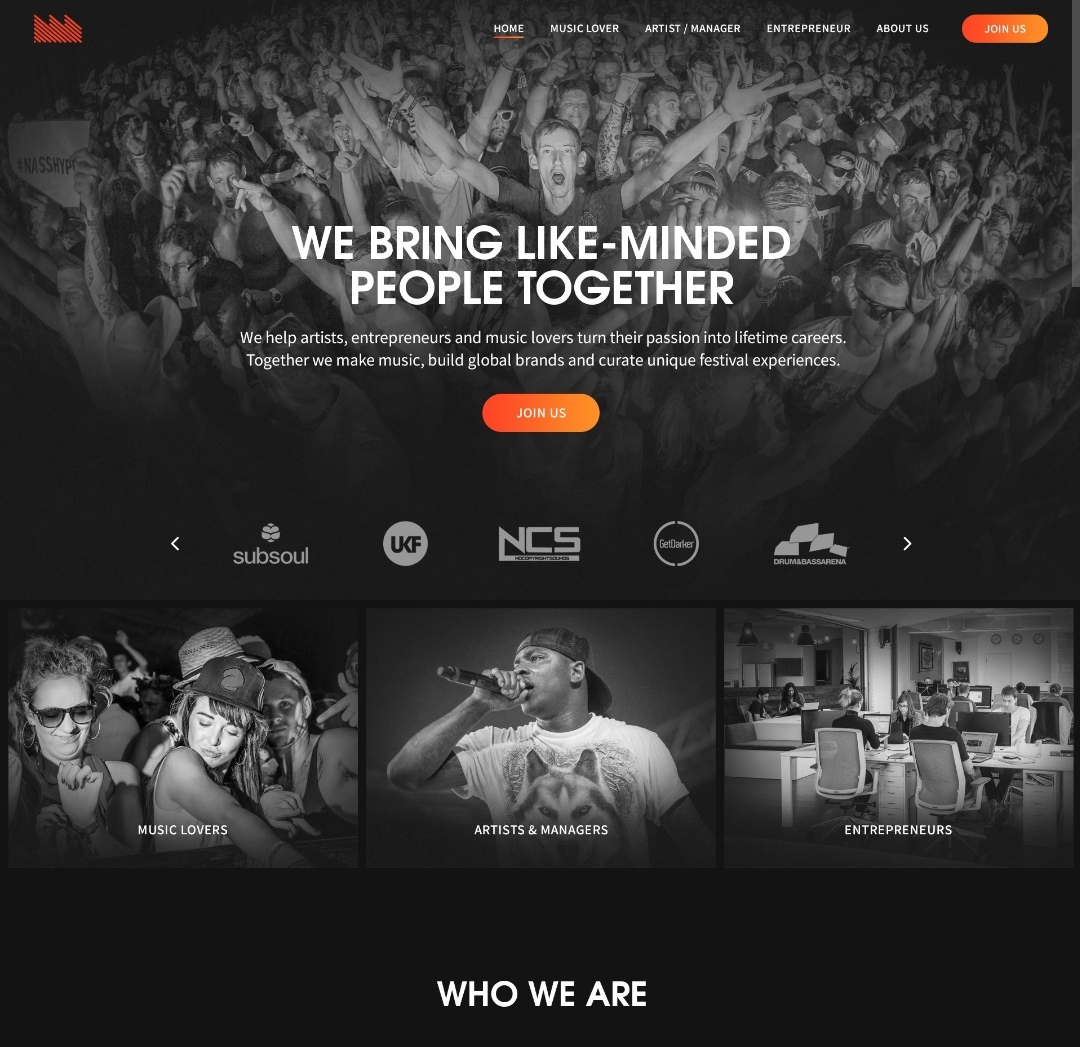 HOME MUSIC LOVER ARTIST / MANAGER ENTREPRENEUR ABOUT US JOIN US
#NASSHYP
WE BRING LIKE-MINDED
PEOPLE TOGETHER
We help artists, entrepreneurs and music lovers turn their passion into lifetime careers.
Together we make music, build global brands and curate unique festival experiences.
JOIN US
subsoul
UKF
NCS
NOCOPYRIGHTSOUNDS
GetDarker
DRUM&BASSARENA
MUSIC LOVERS
ARTISTS & MANAGERS
ENTREPRENEURS
WHO WE ARE